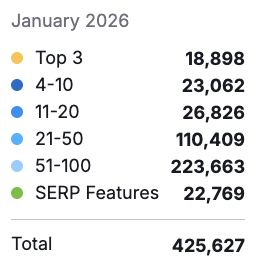 January 2026
Top 3 18,898
4-10 23,062
11-20 26,826
21-50 110,409
51-100 223,663
SERP Features 22,769
Total 425,627